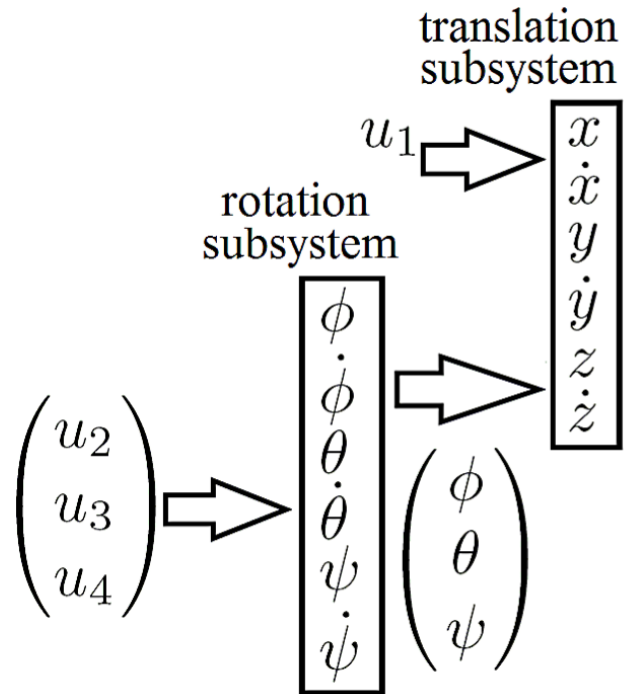 translation
subsystem
u₁
x
ẋ
y
ẏ
z
ż
rotation
subsystem
ϕ
ϕ̇
θ
θ̇
ψ
ψ̇
u₂
u₃
u₄
ϕ
θ
ψ